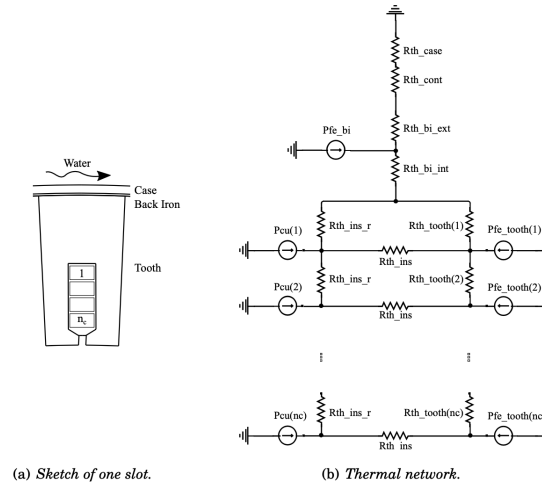 Water
Case
Back Iron
Tooth
1
nc
(a) Sketch of one slot.
Rth_case
Rth_cont
Rth_bi_ext
Pfe_bi
Rth_bi_int
Pcu(1)
Rth_ins_r
Rth_tooth(1)
Pfe_tooth(1)
Rth_ins
Pcu(2)
Rth_ins_r
Rth_tooth(2)
Pfe_tooth(2)
Rth_ins
Pcu(nc)
Rth_ins_r
Rth_tooth(nc)
Pfe_tooth(nc
Rth_ins
(b) Thermal network.